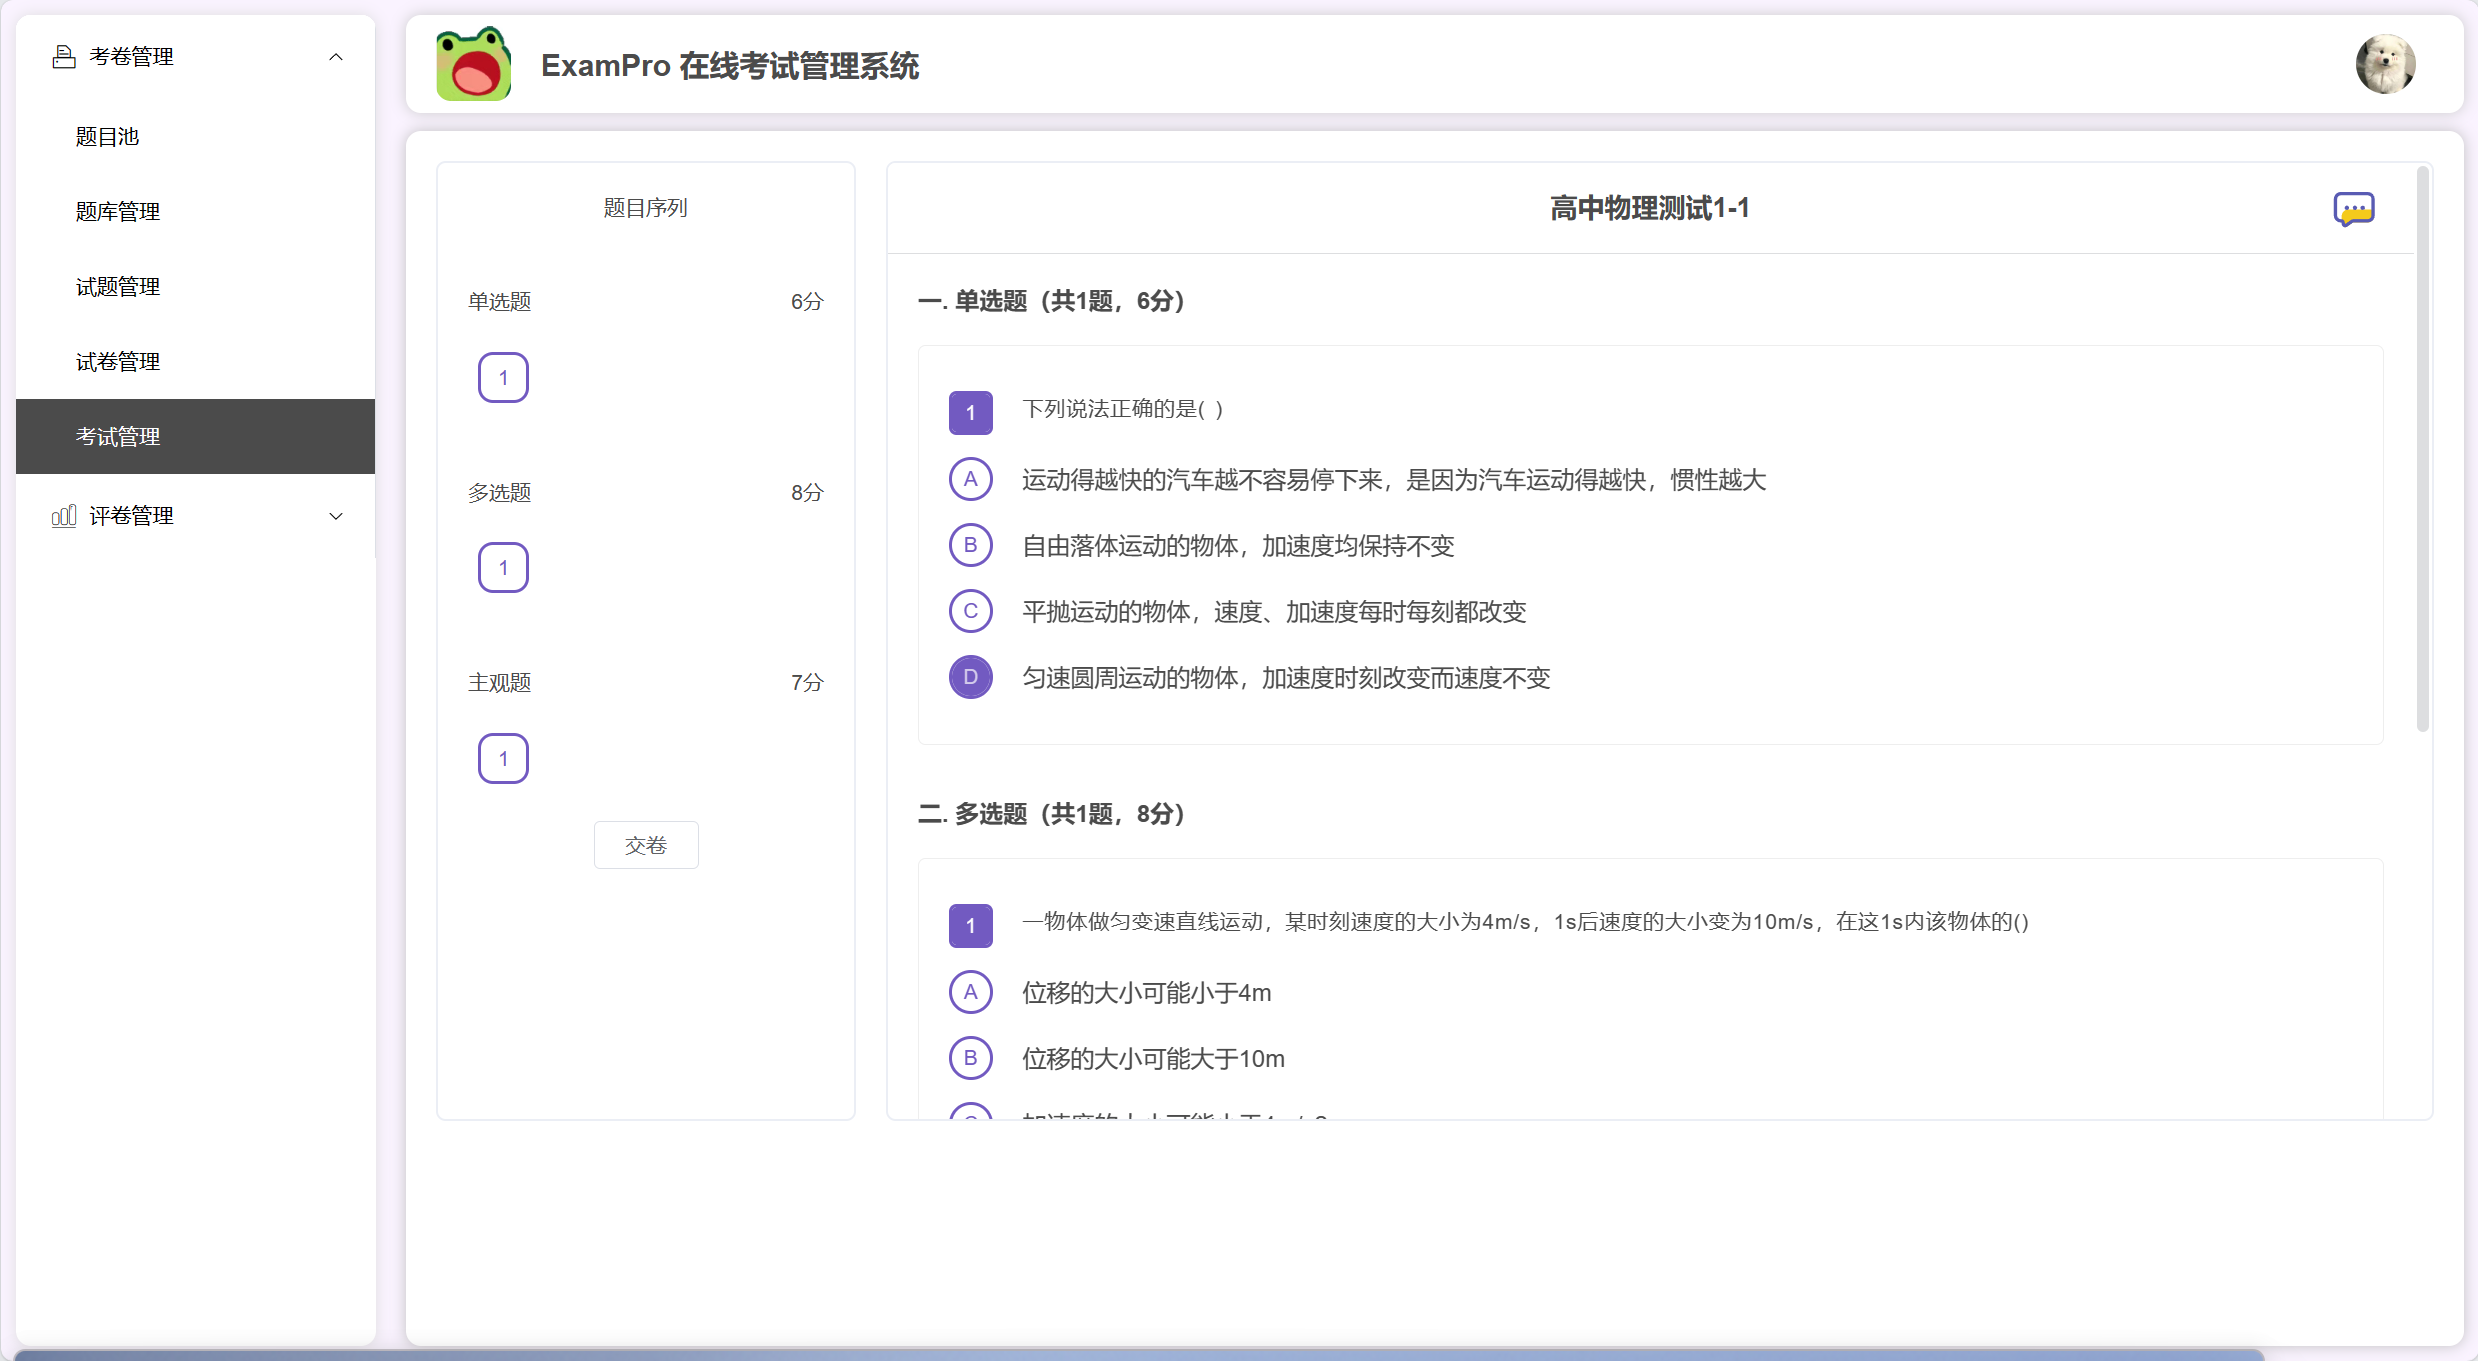 考卷管理
题目池
题库管理
试题管理
试卷管理
考试管理
评卷管理
ExamPro 在线考试管理系统
题目序列
单选题 6分
1
多选题 8分
1
主观题 7分
1
交卷
高中物理测试1-1
一. 单选题（共1题，6分）
1 下列说法正确的是( )
A 运动得越快的汽车越不容易停下来，是因为汽车运动得越快，惯性越大
B 自由落体运动的物体，加速度均保持不变
C 平抛运动的物体，速度、加速度每时每刻都改变
D 匀速圆周运动的物体，加速度时刻改变而速度不变
二. 多选题（共1题，8分）
1 一物体做匀变速直线运动，某时刻速度的大小为4m/s，1s后速度的大小变为10m/s，在这1s内该物体的()
A 位移的大小可能小于4m
B 位移的大小可能大于10m